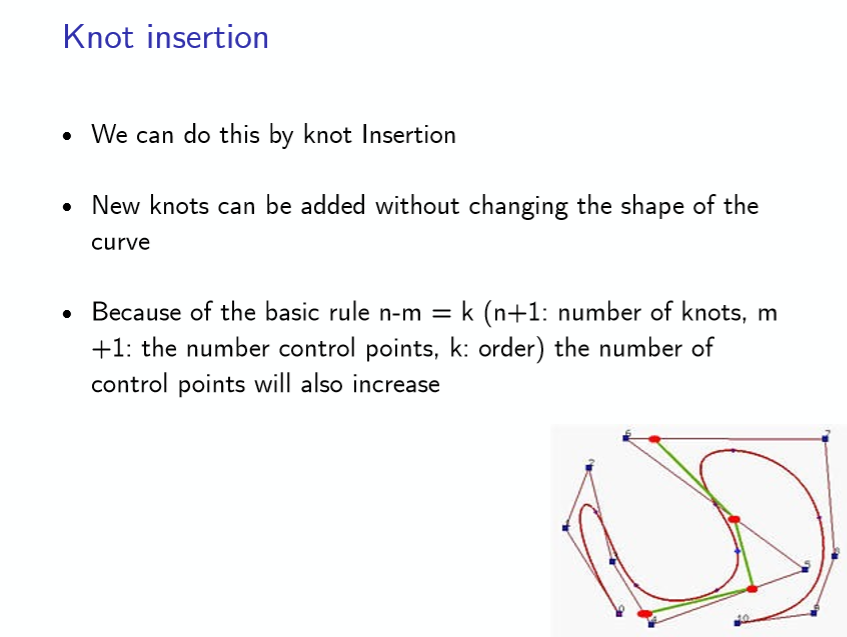 Knot insertion
• We can do this by knot Insertion
• New knots can be added without changing the shape of the
curve
• Because of the basic rule n-m = k (n+1: number of knots, m
+1: the number control points, k: order) the number of
control points will also increase
6
7
2
5
8
0
4
9
10